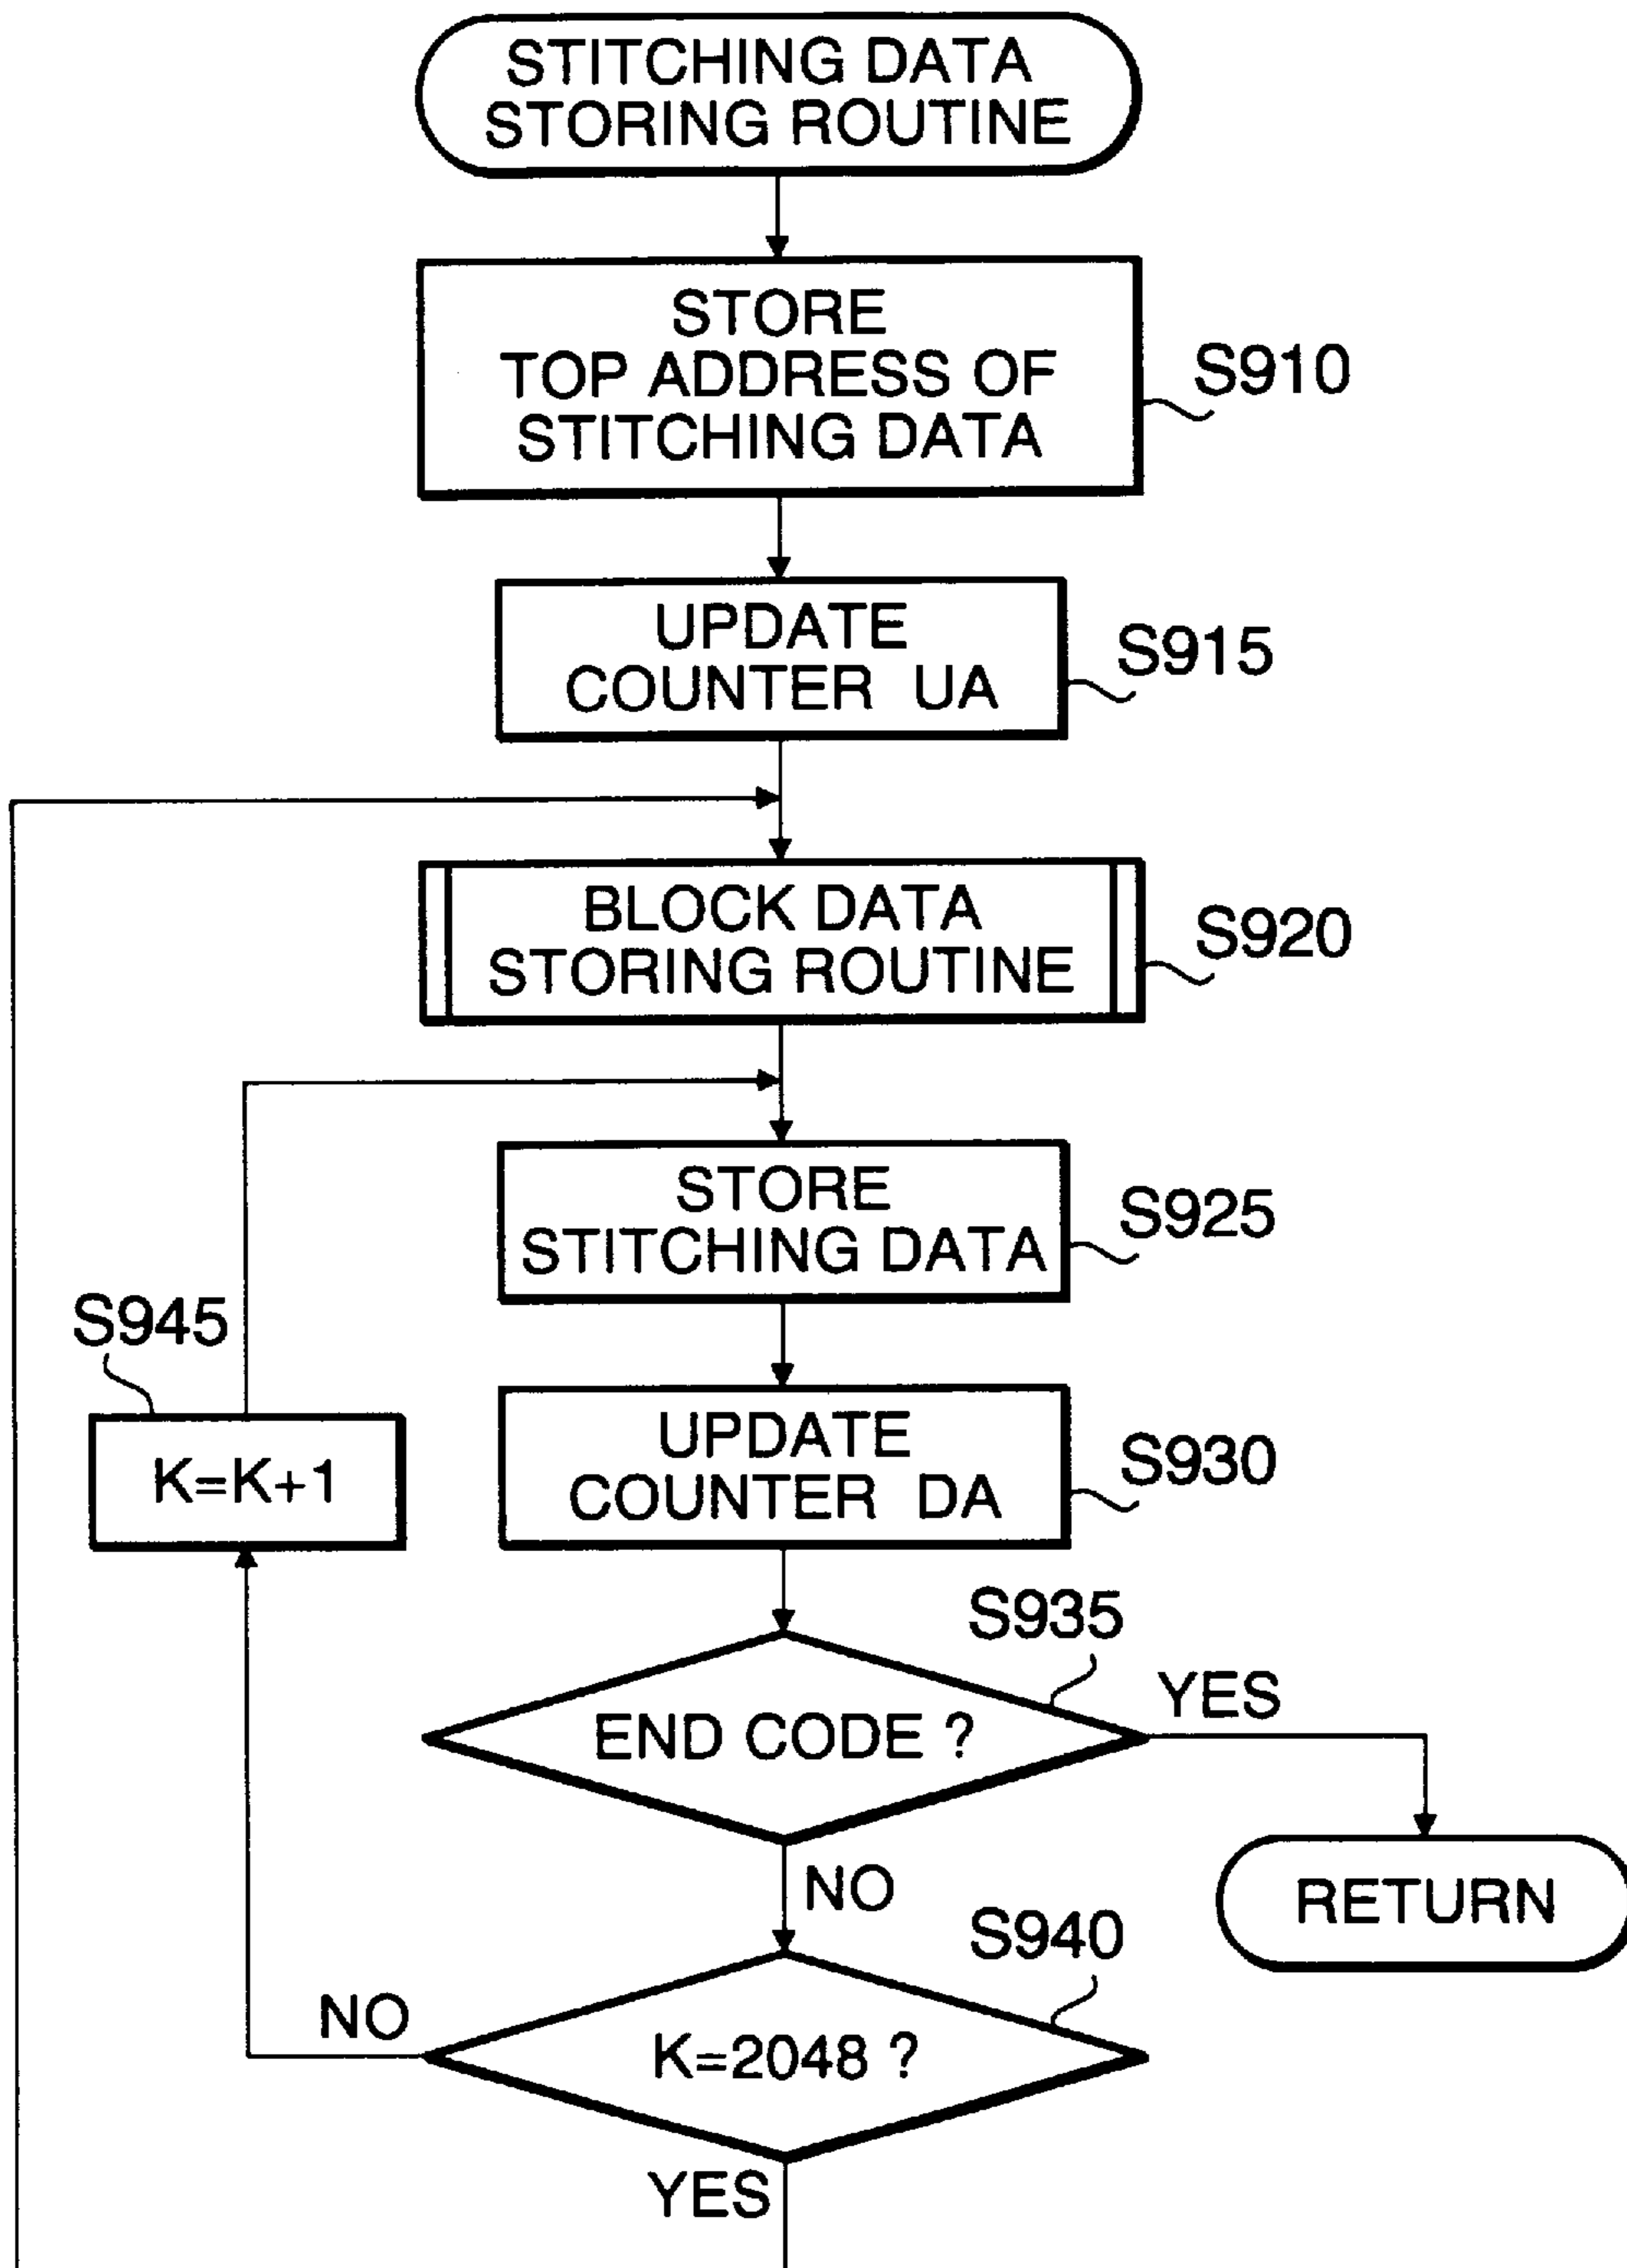 STITCHING DATA
STORING ROUTINE
STORE
TOP ADDRESS OF
STITCHING DATA
S910
UPDATE
COUNTER UA
S915
BLOCK DATA
STORING ROUTINE
S920
STORE
STITCHING DATA
S925
S945
K=K+1
UPDATE
COUNTER DA
S930
S935
END CODE ?
YES
NO
RETURN
S940
NO
K=2048 ?
YES